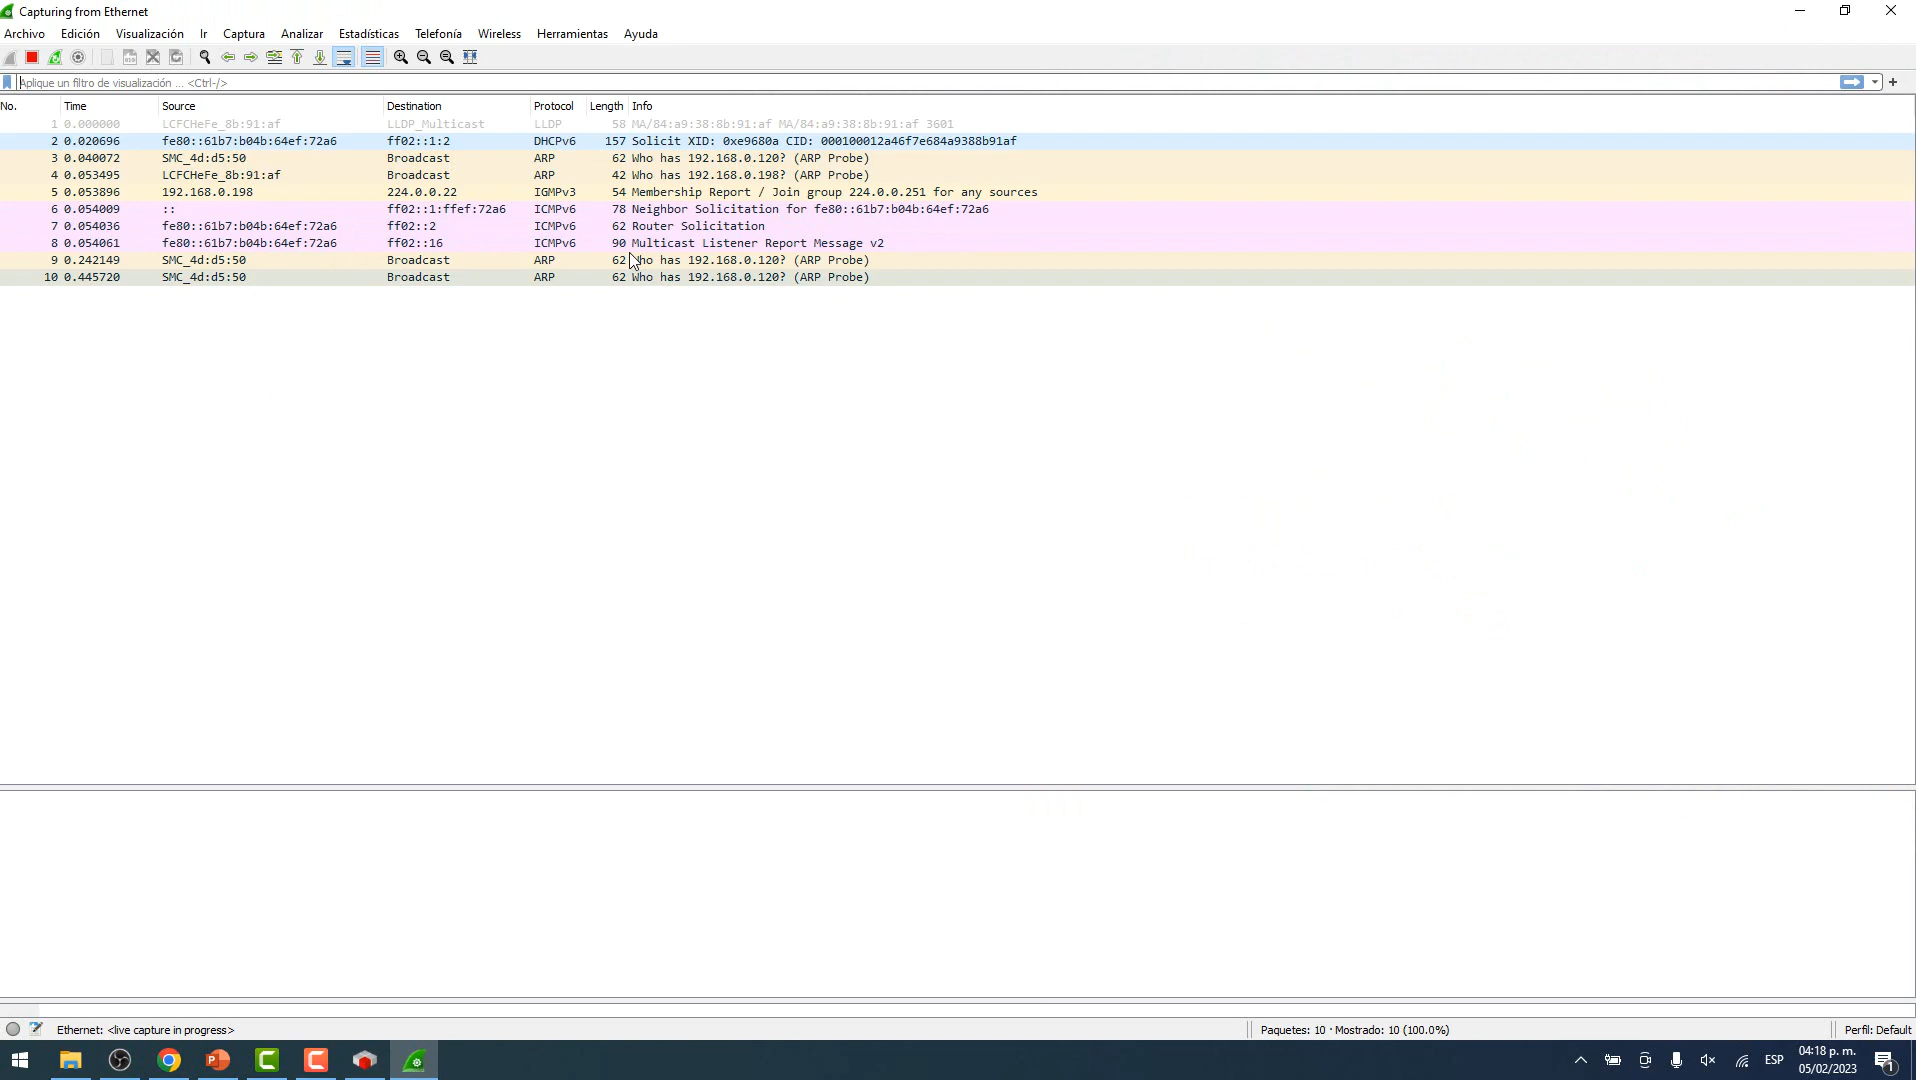 Capturing from Ethernet
Archivo Edición Visualización Ir Captura Analizar Estadísticas Telefonía Wireless Herramientas Ayuda
Aplique un filtro de visualización ... <Ctrl-/>
No. Time Source Destination Protocol Length Info
1 0.000000 LCFCHeFe_8b:91:af LLDP_Multicast LLDP 58 MA/84:a9:38:8b:91:af MA/84:a9:38:8b:91:af 3601
2 0.020696 fe80::61b7:b04b:64ef:72a6 ff02::1:2 DHCPv6 157 Solicit XID: 0xe9680a CID: 000100012a46f7e684a9388b91af
3 0.040072 SMC_4d:d5:50 Broadcast ARP 62 Who has 192.168.0.120? (ARP Probe)
4 0.053495 LCFCHeFe_8b:91:af Broadcast ARP 42 Who has 192.168.0.198? (ARP Probe)
5 0.053896 192.168.0.198 224.0.0.22 IGMPv3 54 Membership Report / Join group 224.0.0.251 for any sources
6 0.054009 :: ff02::1:ffef:72a6 ICMPv6 78 Neighbor Solicitation for fe80::61b7:b04b:64ef:72a6
7 0.054036 fe80::61b7:b04b:64ef:72a6 ff02::2 ICMPv6 62 Router Solicitation
8 0.054061 fe80::61b7:b04b:64ef:72a6 ff02::16 ICMPv6 90 Multicast Listener Report Message v2
9 0.242149 SMC_4d:d5:50 Broadcast ARP 62 Who has 192.168.0.120? (ARP Probe)
10 0.445720 SMC_4d:d5:50 Broadcast ARP 62 Who has 192.168.0.120? (ARP Probe)
Ethernet: <live capture in progress> Paquetes: 10 · Mostrado: 10 (100.0%) Perfil: Default
ESP 04:18 p. m.
05/02/2023
1